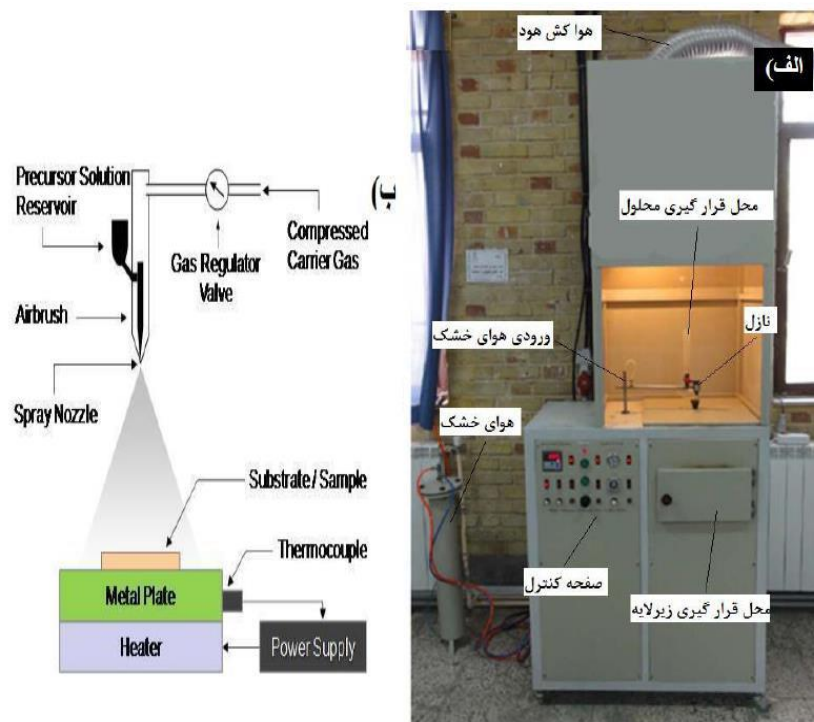 الف)
هوا کش هود
محل قرار گیری محلول
نازل
ورودی هوای خشک
هوای خشک
صفحه کنترل
محل قرار گیری زیرلایه
ب)
Precursor Solution
Reservoir
Gas Regulator
Valve
Compressed
Carrier Gas
Airbrush
Spray Nozzle
Substrate / Sample
Thermocouple
Metal Plate
Heater
Power Supply